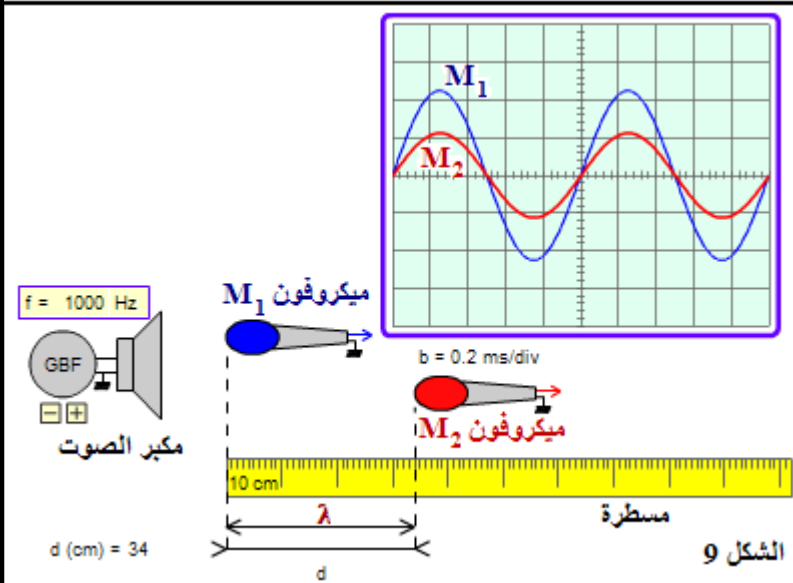 M1
M2
f = 1000 Hz
ميكروفون M1
GBF
b = 0.2 ms/div
ميكروفون M2
مكبر الصوت
10 cm
λ
مسطرة
d (cm) = 34
d
الشكل 9